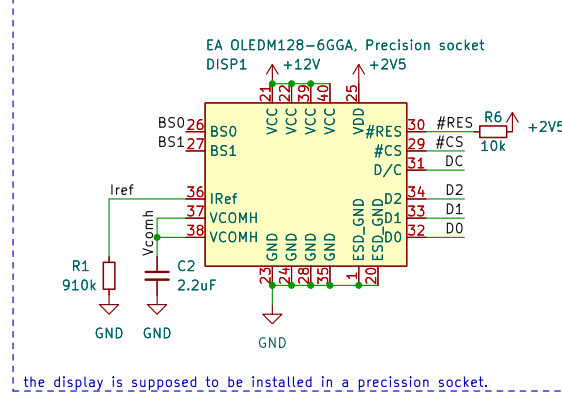 EA OLEDM128-6GGA, Precision socket
DISP1
+12V
+2V5
21
22
39
40
25
VCC
VCC
VCC
VCC
VDD
BS0
26
BS0
BS1
27
BS1
30
#RES
#RES
R6
10k
+2V5
29
#CS
#CS
31
D/C
DC
Iref
36
IRef
37
VCOMH
38
VCOMH
Vcomh
34
D2
D2
33
D1
D1
32
D0
D0
GND
GND
GND
GND
ESD_GND
ESD_GND
23
24
28
35
1
20
R1
910k
C2
2.2uF
GND
GND
GND
the display is supposed to be installed in a precission socket.